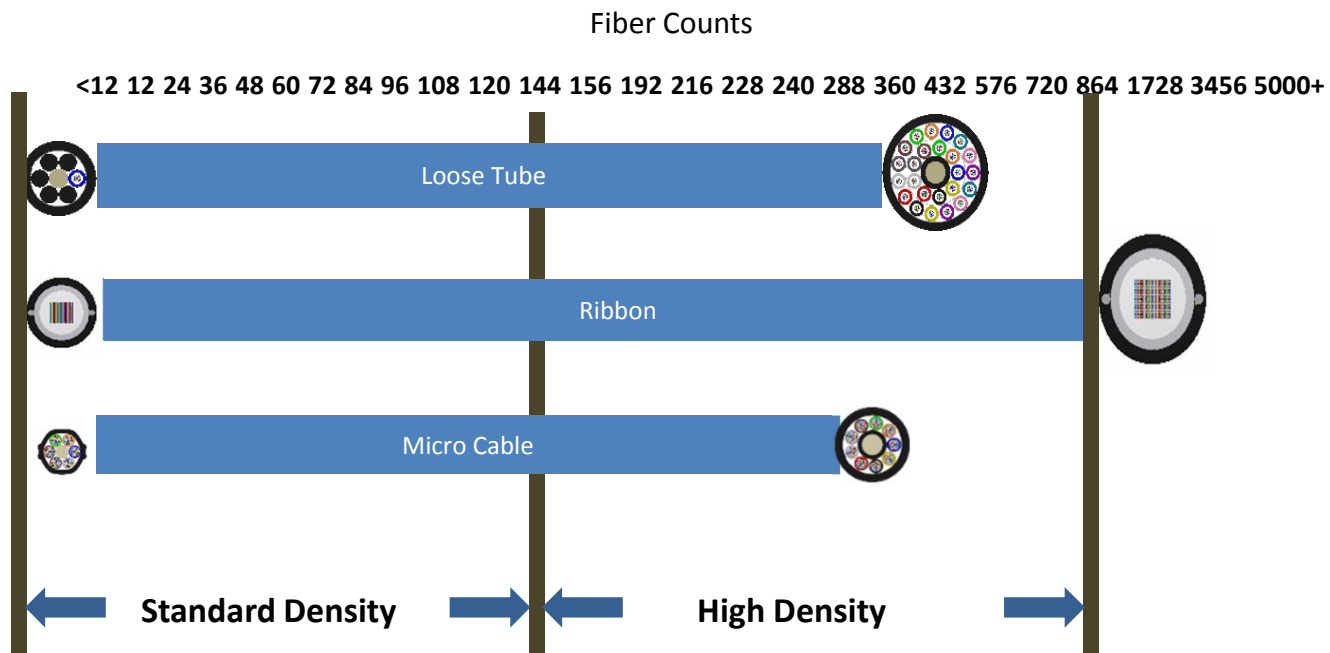 Fiber Counts
<12 12 24 36 48 60 72 84 96 108 120 144 156 192 216 228 240 288 360 432 576 720 864 1728 3456 5000+
Loose Tube
Ribbon
Micro Cable
Standard Density
High Density